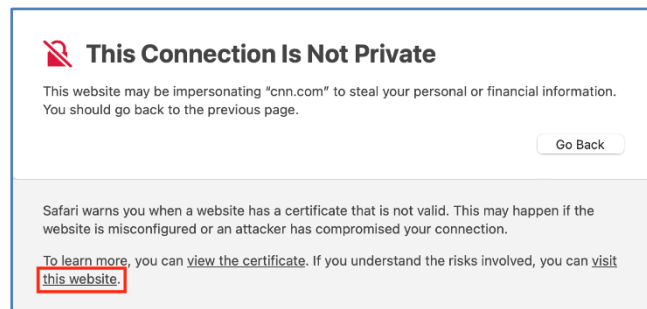 This Connection Is Not Private
This website may be impersonating “cnn.com” to steal your personal or financial information.
You should go back to the previous page.
Go Back
Safari warns you when a website has a certificate that is not valid. This may happen if the
website is misconfigured or an attacker has compromised your connection.
To learn more, you can view the certificate. If you understand the risks involved, you can visit
this website.